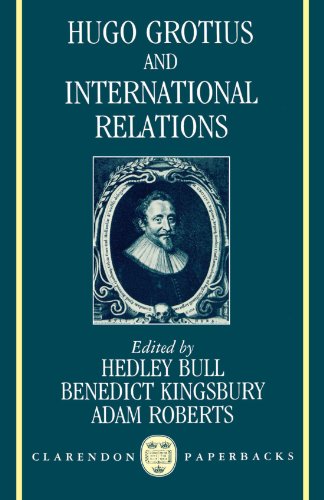 HUGO GROTIUS
AND
INTERNATIONAL
RELATIONS
Edited by
HEDLEY BULL
BENEDICT KINGSBURY
ADAM ROBERTS
CLARENDON PAPERBACKS